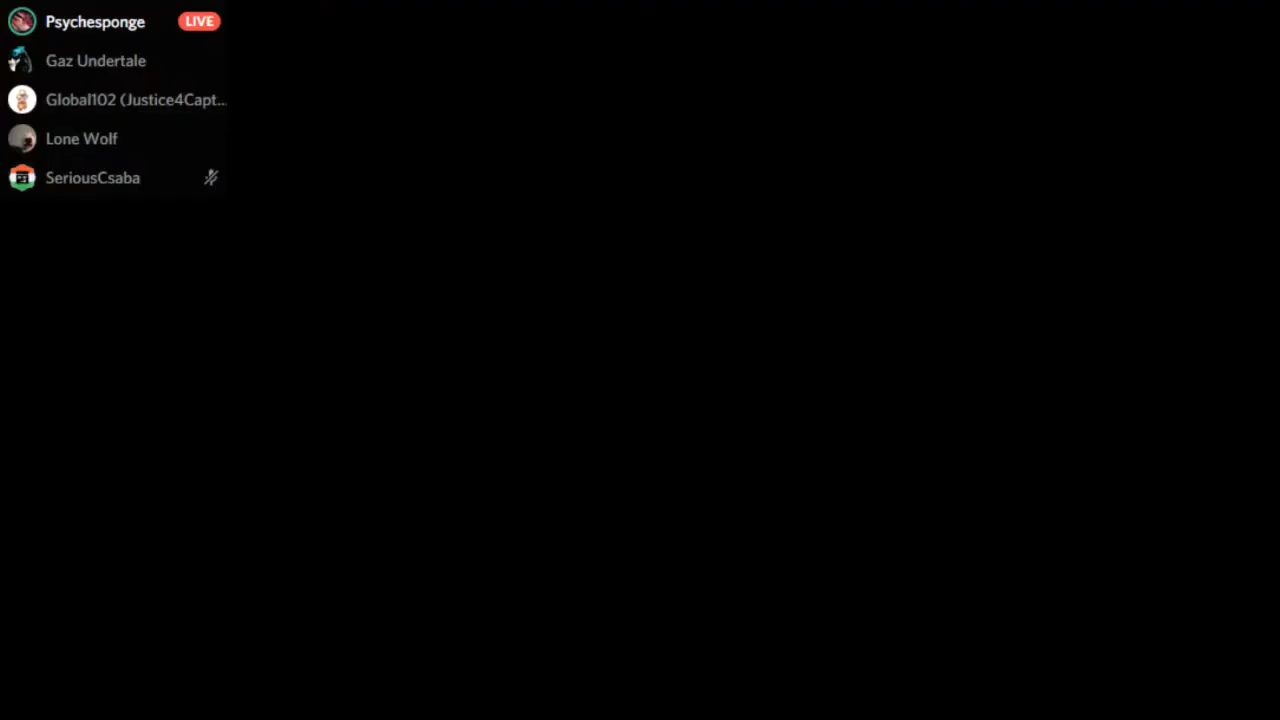 Psychesponge LIVE
Gaz Undertale
Global102 (Justice4Capt...
Lone Wolf
SeriousCsaba